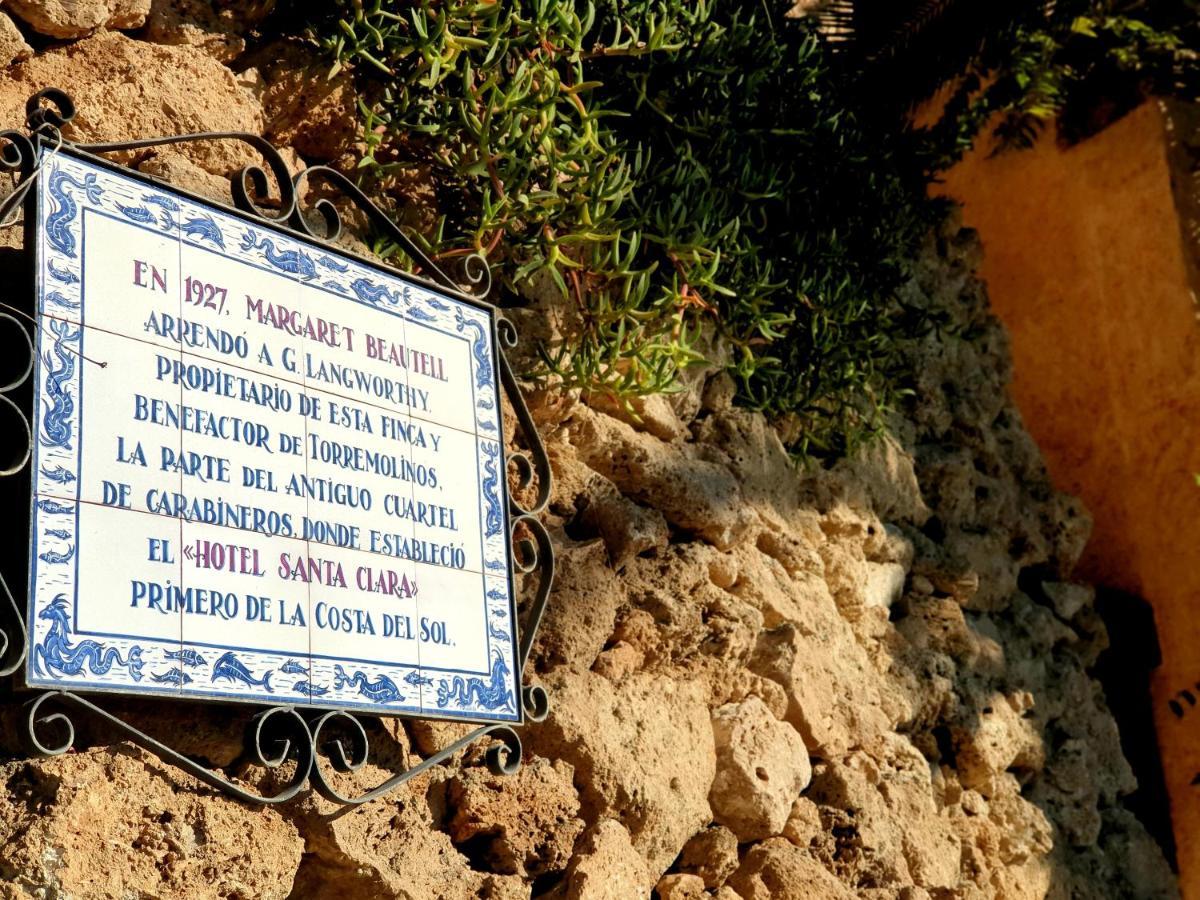 EN 1927, MARGARET BEAUTELL
ARRENDÓ A G. LANGWORTHY,
PROPIETARIO DE ESTA FINCA Y
BENEFACTOR DE TORREMOLINOS,
LA PARTE DEL ANTIGUO CUARTEL
DE CARABINEROS, DONDE ESTABLECIÓ
EL «HOTEL SANTA CLARA»
PRIMERO DE LA COSTA DEL SOL.